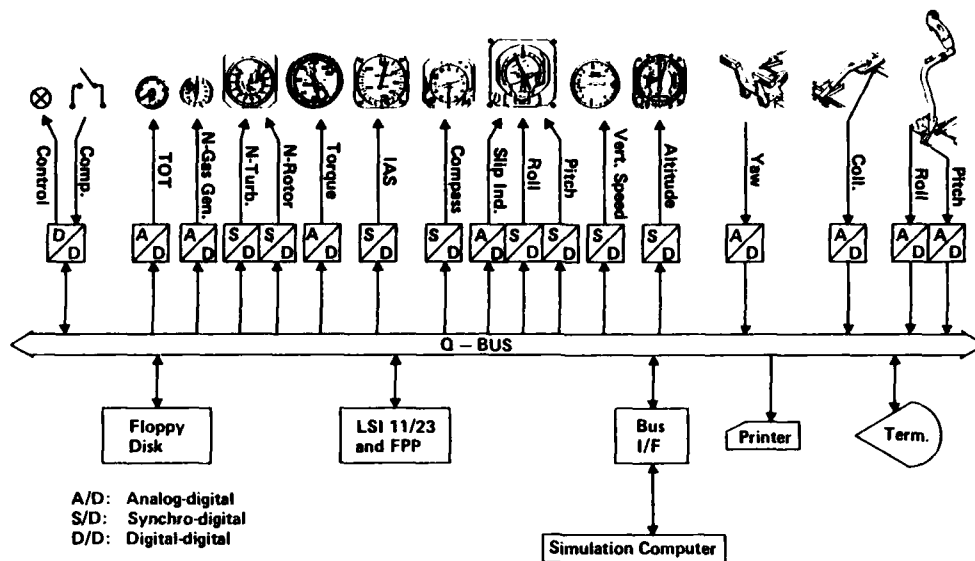 Control
Comp.
TOT
N-Gas Gen.
N-Turb.
N-Rotor
Torque
IAS
Compass
Slip Ind.
Roll
Pitch
Vert. Speed
Altitude
Yaw
Coll.
Roll
Pitch
D/D
A/D
A/D
S/D
S/D
A/D
S/D
S/D
A/D
S/D
S/D
S/D
S/D
A/D
A/D
A/D
A/D
Q – BUS
Floppy
Disk
LSI 11/23
and FPP
Bus
I/F
Printer
Term.
A/D: Analog-digital
S/D: Synchro-digital
D/D: Digital-digital
Simulation Computer